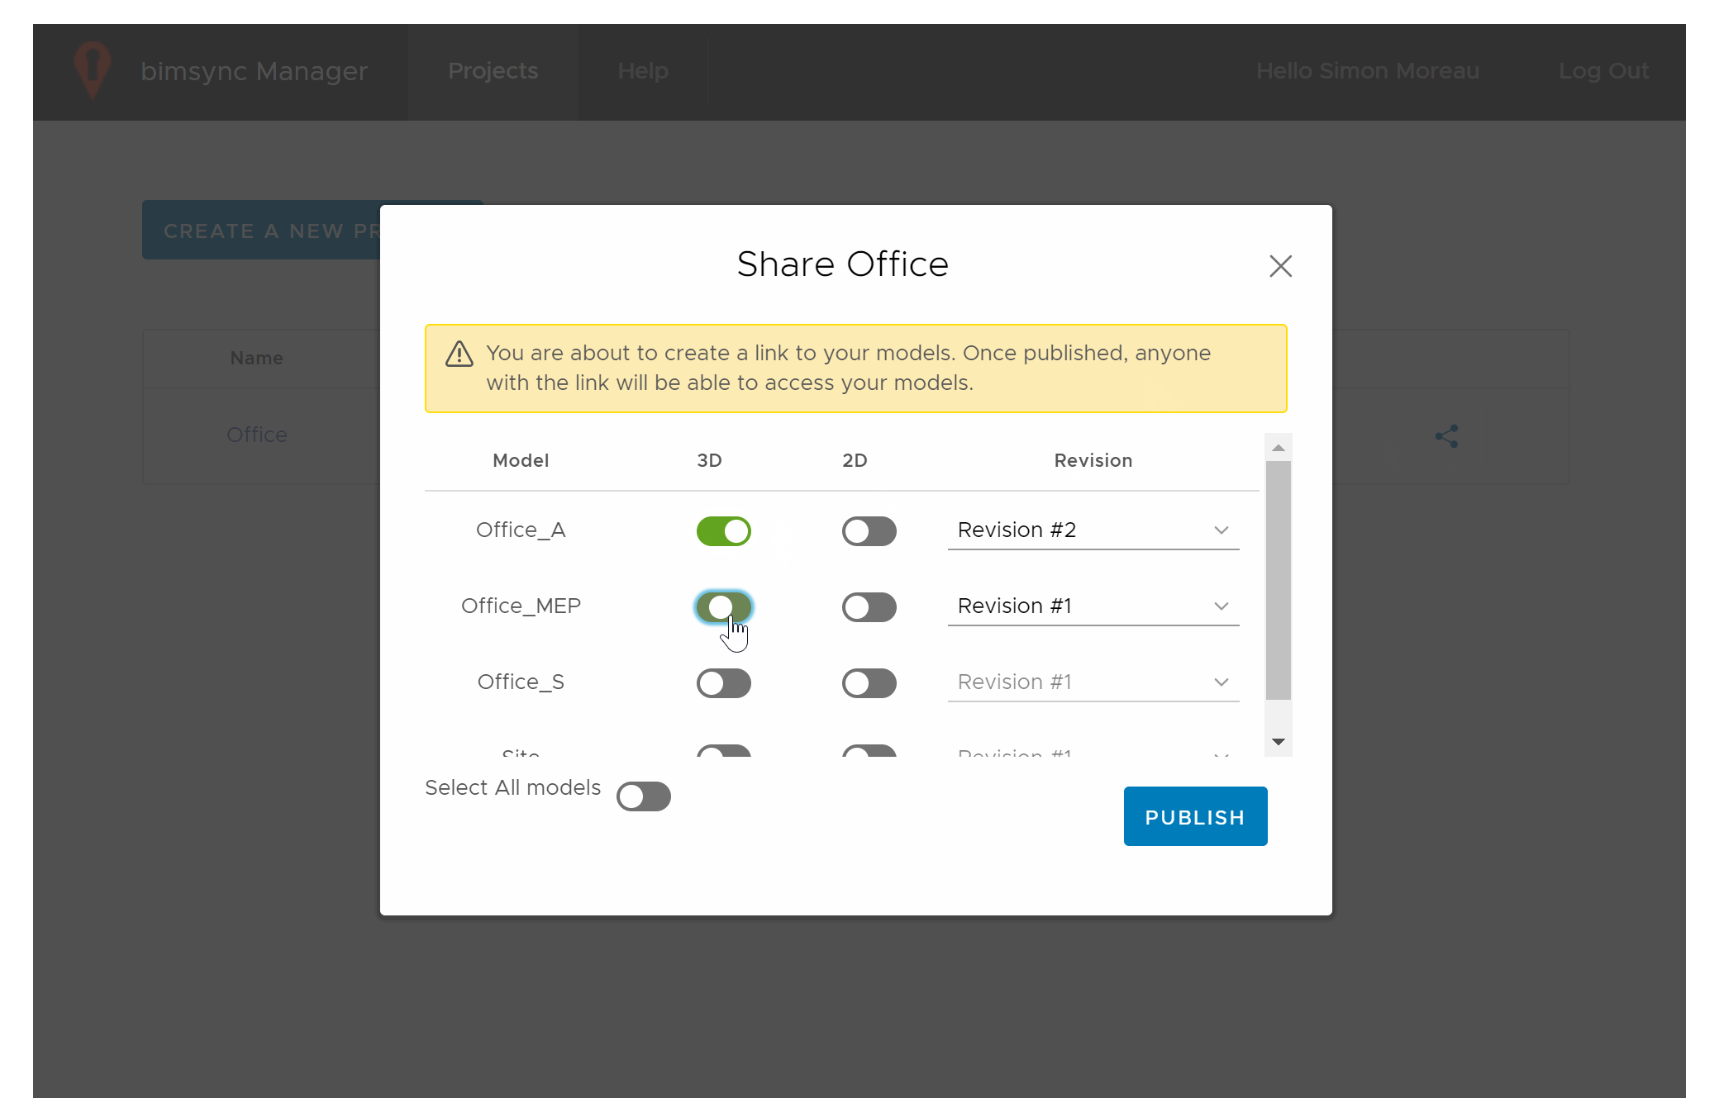 bimsync Manager
Projects
Help
Hello Simon Moreau
Log Out
CREATE A NEW PR
Share Office
You are about to create a link to your models. Once published, anyone
with the link will be able to access your models.
Name
Office
Model 3D 2D Revision
Office_A Revision #2
Office_MEP Revision #1
Office_S Revision #1
Site Revision #1
Select All models
PUBLISH